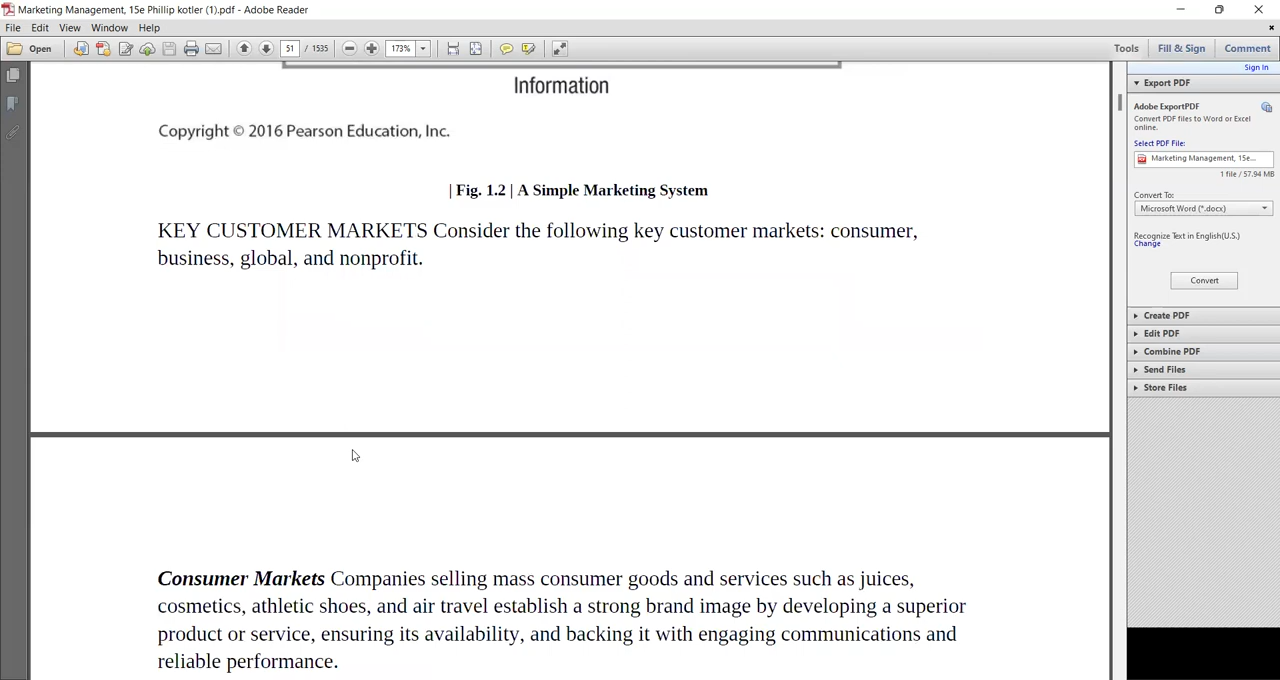 Marketing Management, 15e Phillip kotler (1).pdf - Adobe Reader
File Edit View Window Help
Open 51 / 1535 173% Tools Fill & Sign Comment
Sign In
Information
Copyright © 2016 Pearson Education, Inc.
| Fig. 1.2 | A Simple Marketing System
KEY CUSTOMER MARKETS Consider the following key customer markets: consumer,
business, global, and nonprofit.
Consumer Markets Companies selling mass consumer goods and services such as juices,
cosmetics, athletic shoes, and air travel establish a strong brand image by developing a superior
product or service, ensuring its availability, and backing it with engaging communications and
reliable performance.
Export PDF
Adobe ExportPDF
Convert PDF files to Word or Excel
online.
Select PDF File:
Marketing Management, 15e...
1 file / 57.94 MB
Convert To:
Microsoft Word (*.docx)
Recognize Text in English(U.S.)
Change
Convert
Create PDF
Edit PDF
Combine PDF
Send Files
Store Files